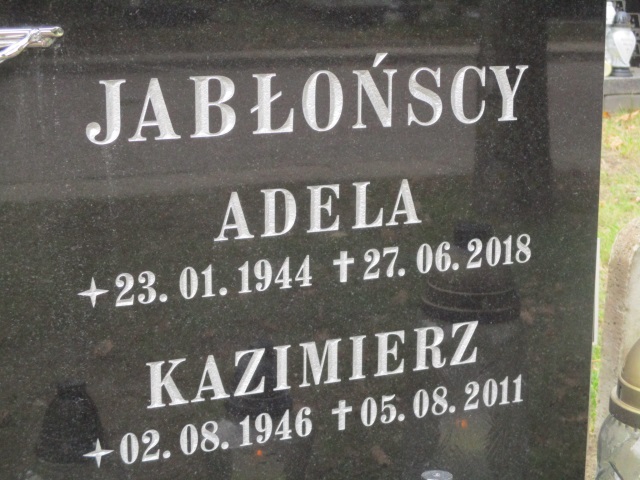 JABŁOŃSCY
ADELA
✦23.01.1944 ✝27.06.2018
KAZIMIERZ
✦02.08.1946 ✝05.08.2011